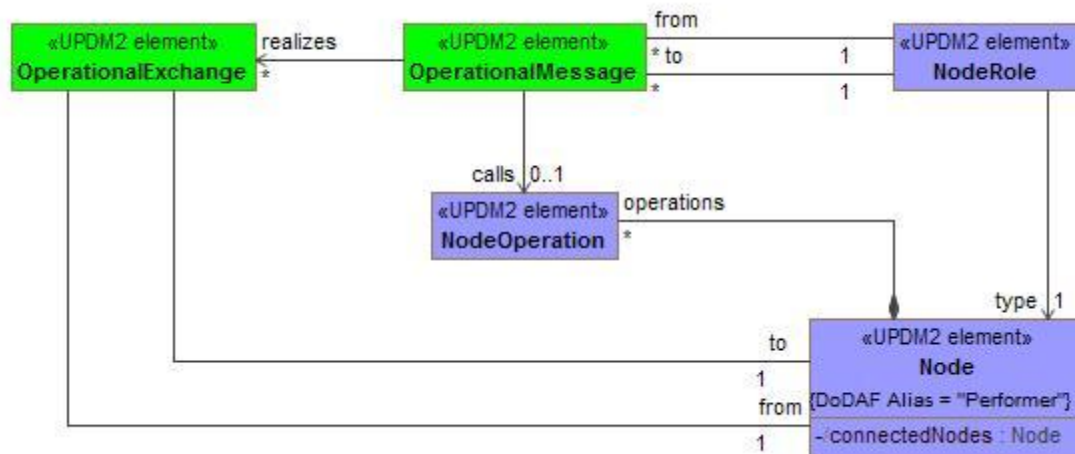 from
«UPDM2 element»
OperationalExchange
realizes
*
«UPDM2 element»
OperationalMessage
* to
1
*
1
«UPDM2 element»
NodeRole
calls
0..1
«UPDM2 element»
NodeOperation
operations
*
type
1
to
1
from
1
«UPDM2 element»
Node
{DoDAF Alias = "Performer"}
-/connectedNodes : Node